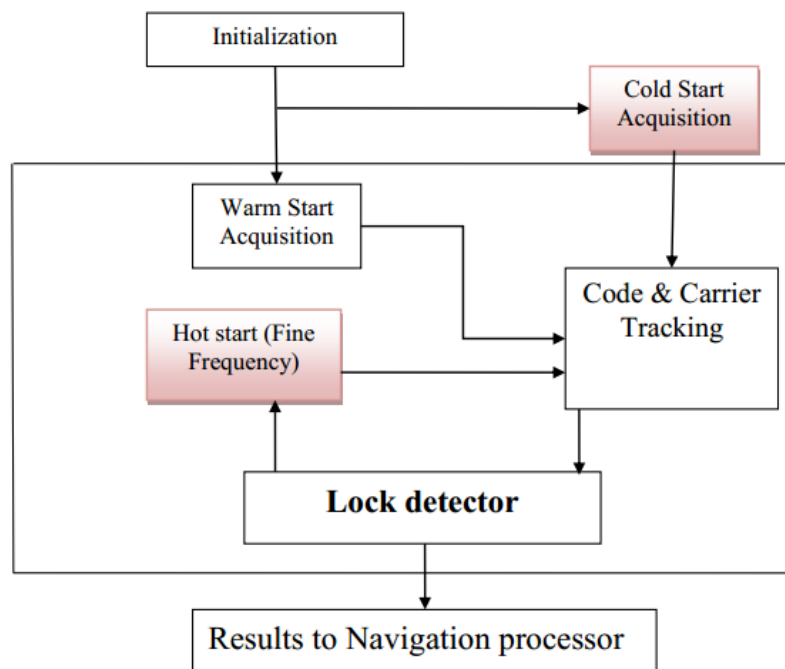 Initialization
Cold Start
Acquisition
Warm Start
Acquisition
Code & Carrier
Tracking
Hot start (Fine
Frequency)
Lock detector
Results to Navigation processor